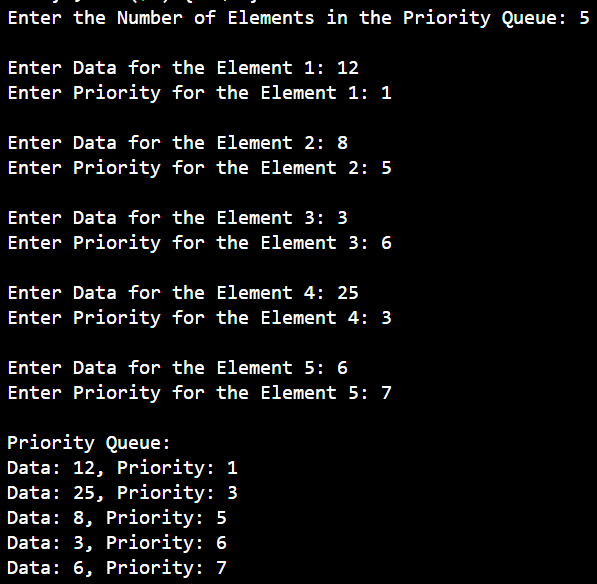 Enter the Number of Elements in the Priority Queue: 5
Enter Data for the Element 1: 12
Enter Priority for the Element 1: 1
Enter Data for the Element 2: 8
Enter Priority for the Element 2: 5
Enter Data for the Element 3: 3
Enter Priority for the Element 3: 6
Enter Data for the Element 4: 25
Enter Priority for the Element 4: 3
Enter Data for the Element 5: 6
Enter Priority for the Element 5: 7
Priority Queue:
Data: 12, Priority: 1
Data: 25, Priority: 3
Data: 8, Priority: 5
Data: 3, Priority: 6
Data: 6, Priority: 7